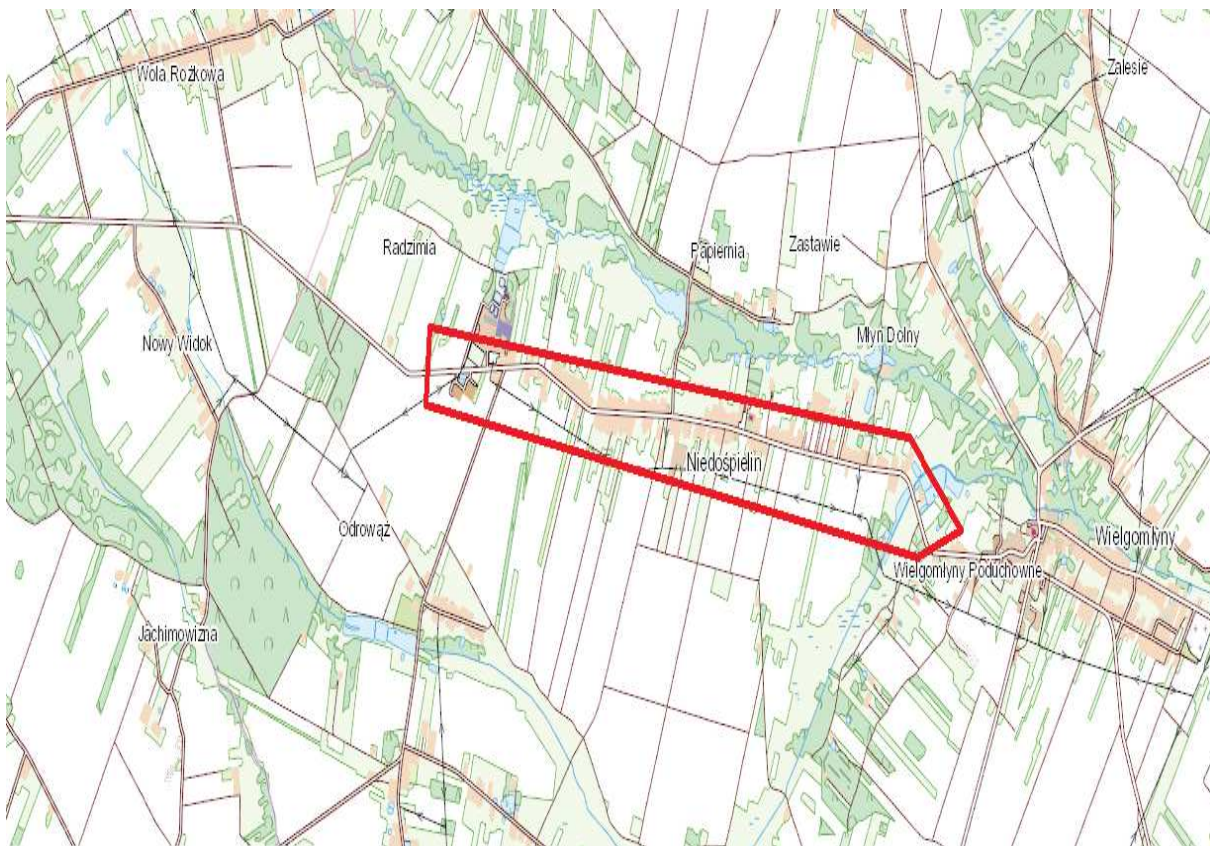 Wola Rożkowa
Zalesie
Radzimia
Papiernia
Zastawie
Nowy Widok
Młyn Dolny
Niedośpielin
Odrowąż
Wielgomłyny
Wielgomłyny Poduchowne
Jachimowizna